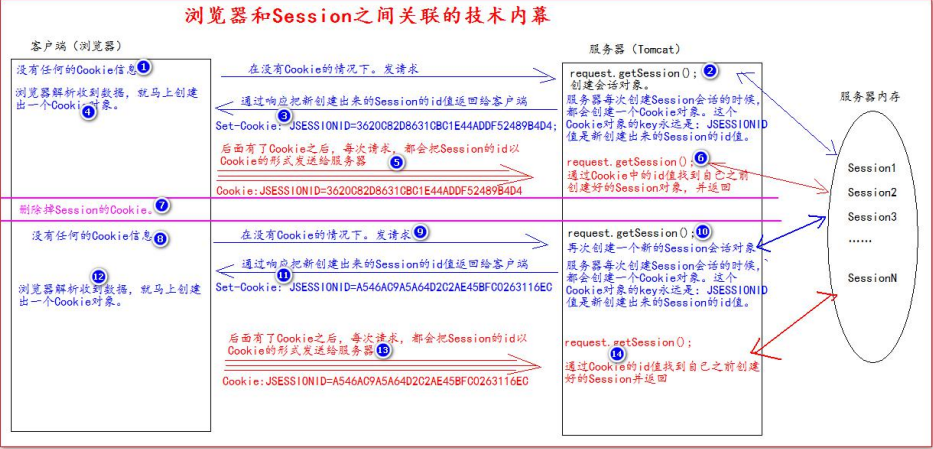 浏览器和Session之间关联的技术内幕
客户端（浏览器）
服务器（Tomcat）
服务器内存
没有任何的Cookie信息 1
在没有Cookie的情况下。发请求
request.getSession(); 2
创建会话对象。
浏览器解析收到数据，就马上创建
出一个Cookie对象。
4
通过响应把新创建出来的Session的id值返回给客户端
3
Set-Cookie: JSESSIONID=3620C82D8631CBC1E44ADDF52489B4D4;
服务器每次创建Session会话的时候，
都会创建一个Cookie对象。这个
Cookie对象的key永远是：JSESSIONID
值是新创建出来的Session的id值。
后面有了Cookie之后，每次请求，都会把Session的id以
Cookie的形式发送给服务器 5
Cookie:JSESSIONID=3620C82D8631CBC1E44ADDF52489B4D4
request.getSession(); 6
通过Cookie中的id值找到自己之前
创建好的Session对象，并返回
Session1
Session2
Session3
......
SessionN
删除掉Session的Cookie。 7
没有任何的Cookie信息 8
在没有Cookie的情况下。发请求 9
request.getSession(); 10
再次创建一个新的Session会话对象
通过响应把新创建出来的Session的id值返回给客户端
11
Set-Cookie: JSESSIONID=A546AC9A5A64D2C2AE45BFC0263116EC
服务器每次创建Session会话的时候，
都会创建一个Cookie对象。这个
Cookie对象的key永远是：JSESSIONID
值是新创建出来的Session的id值。
12
浏览器解析收到数据，就马上创建
出一个Cookie对象。
后面有了Cookie之后，每次请求，都会把Session的id以
Cookie的形式发送给服务器 13
Cookie:JSESSIONID=A546AC9A5A64D2C2AE45BFC0263116EC
request.getSession();
14
通过Cookie的id值找到自己之前创建
好的Session并返回